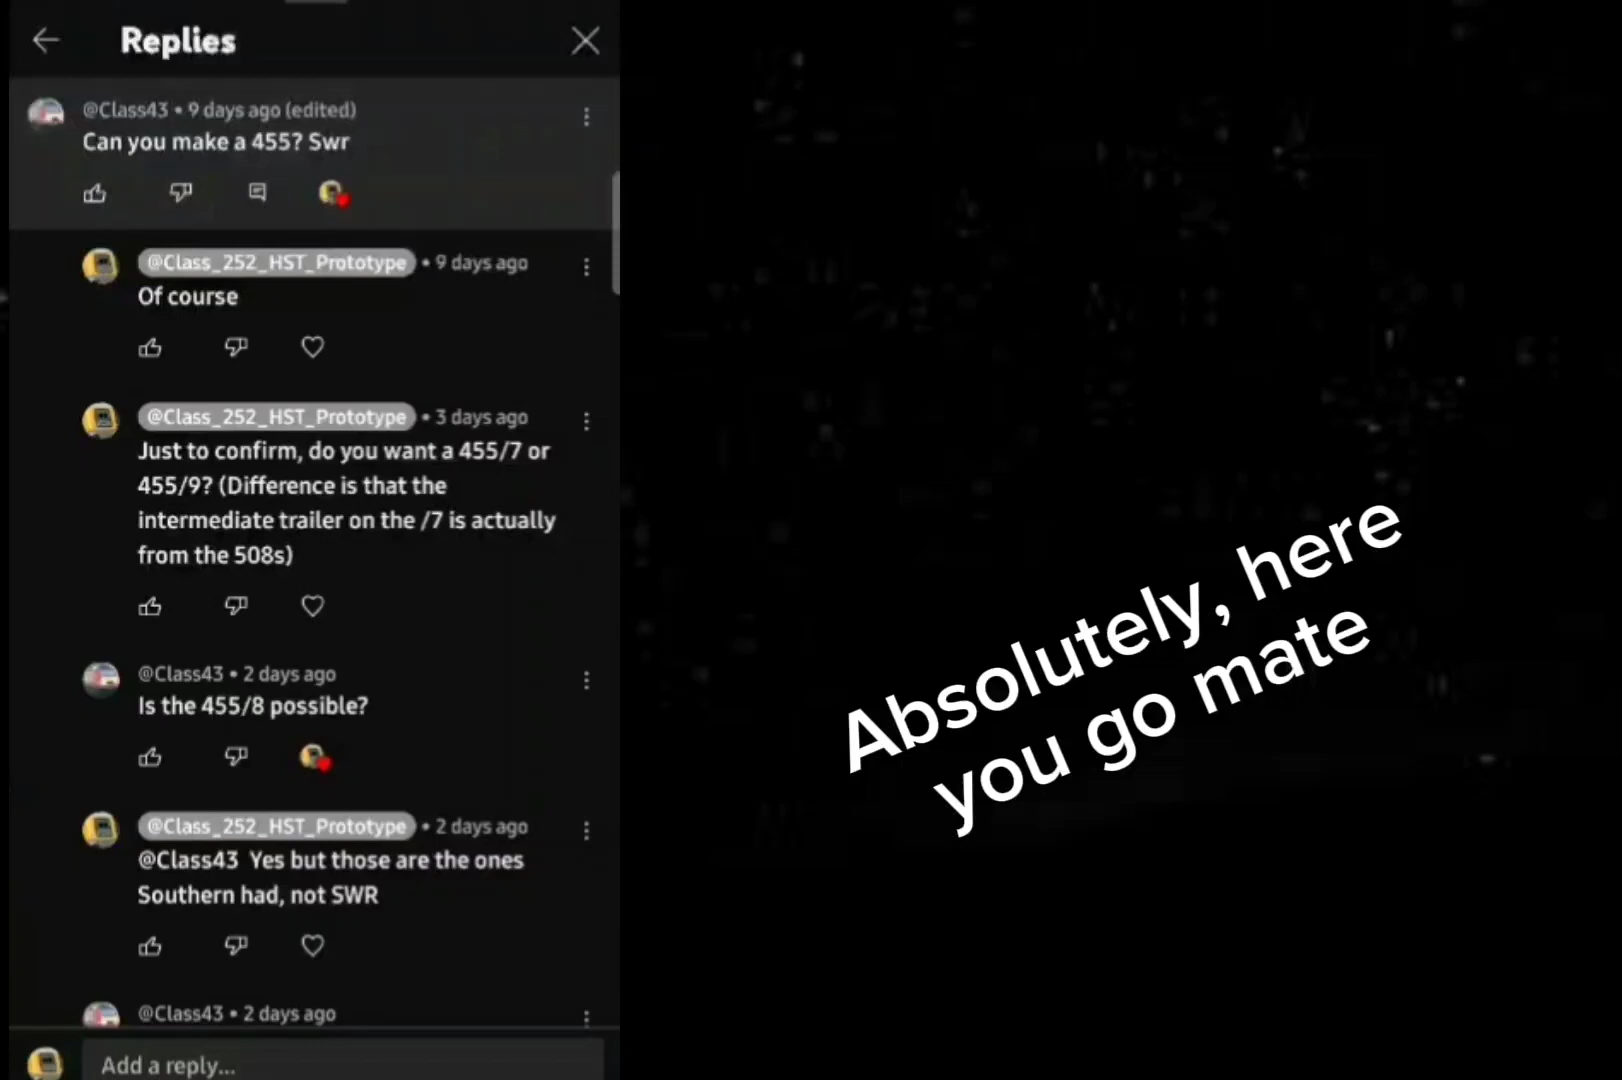 Replies
@Class43 • 9 days ago (edited)
Can you make a 455? Swr
@Class_252_HST_Prototype • 9 days ago
Of course
@Class_252_HST_Prototype • 3 days ago
Just to confirm, do you want a 455/7 or
455/9? (Difference is that the
intermediate trailer on the /7 is actually
from the 508s)
@Class43 • 2 days ago
Is the 455/8 possible?
@Class_252_HST_Prototype • 2 days ago
@Class43 Yes but those are the ones
Southern had, not SWR
@Class43 • 2 days ago
Add a reply...
Absolutely, here
you go mate